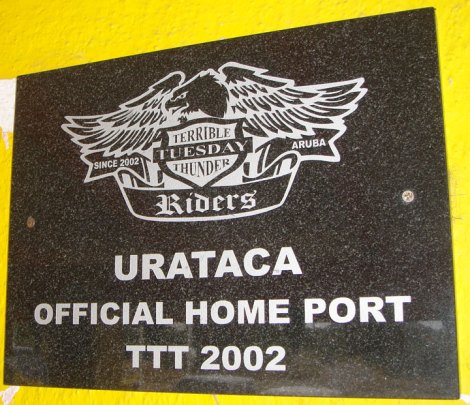 TERRIBLE
SINCE 2002 TUESDAY ARUBA
THUNDER
Riders
URATACA
OFFICIAL HOME PORT
TTT 2002